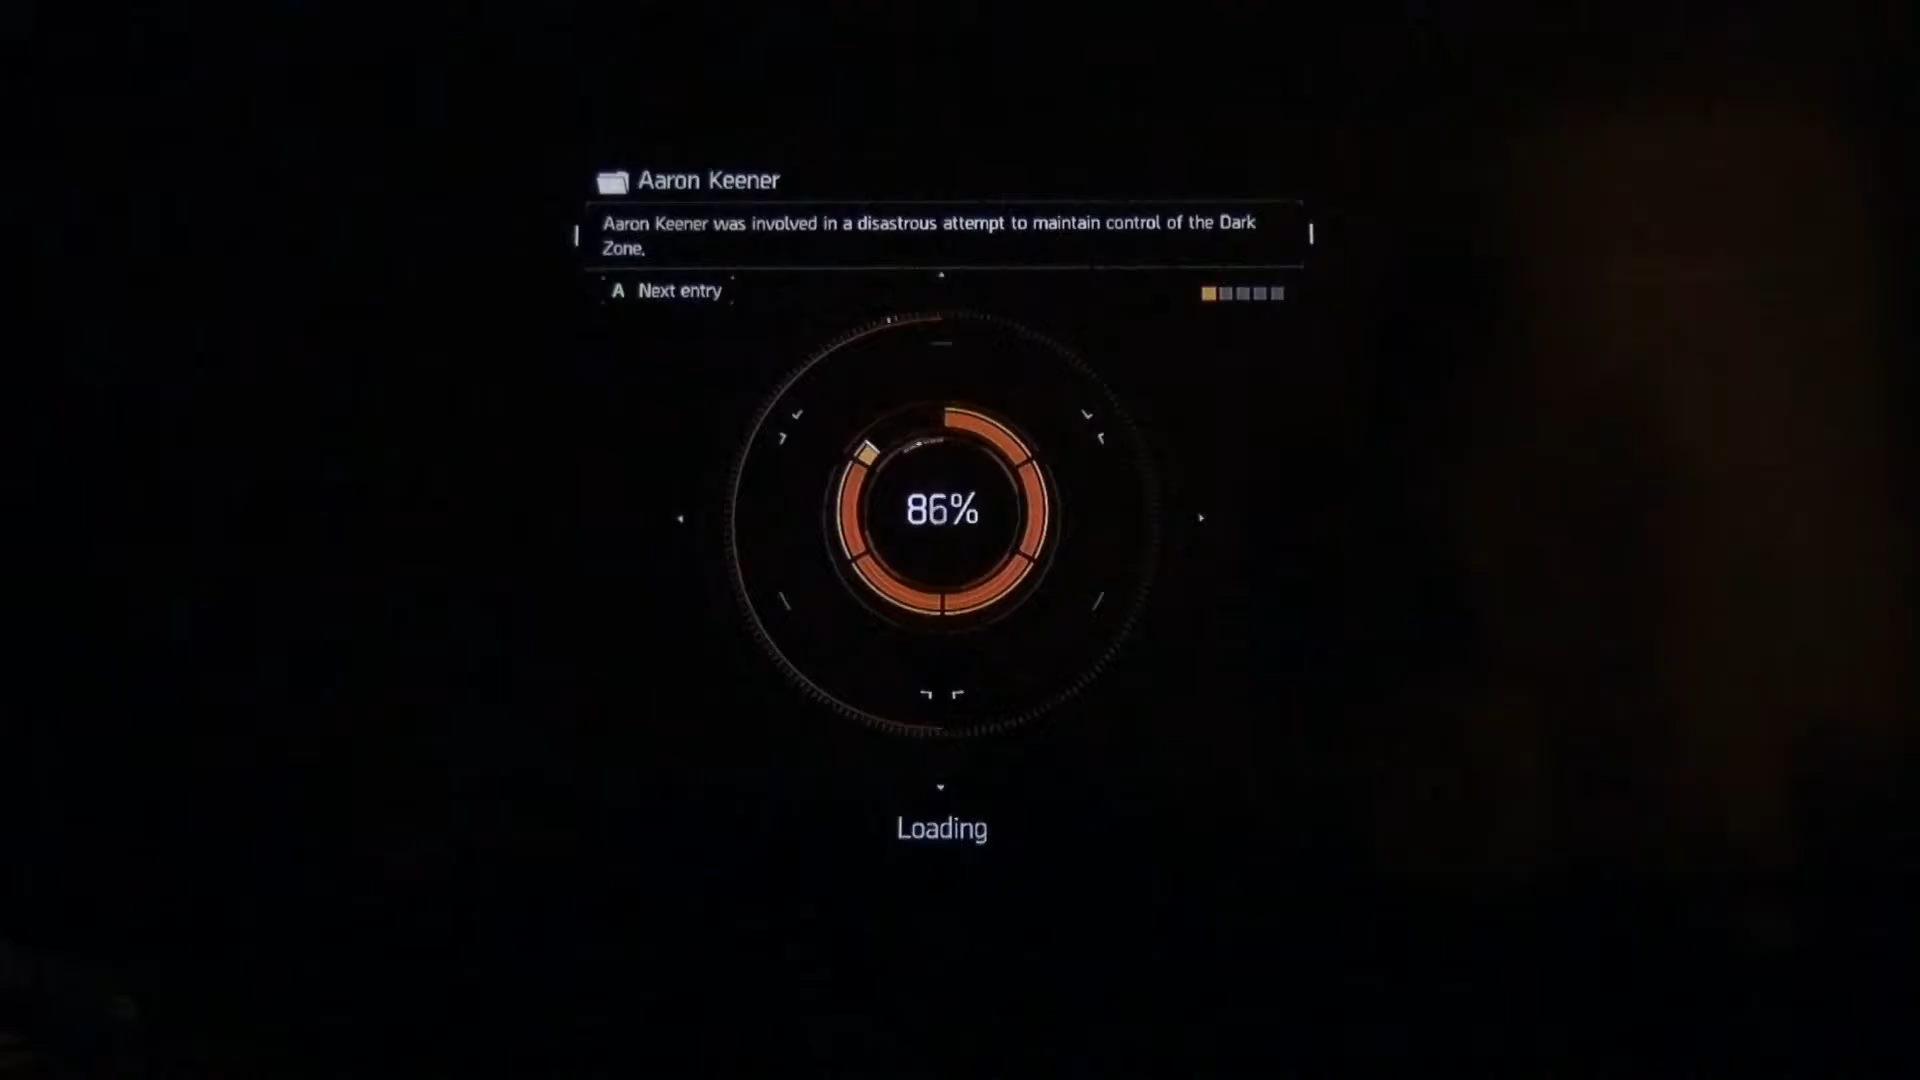 Aaron Keener
Aaron Keener was involved in a disastrous attempt to maintain control of the Dark
Zone.
A Next entry
86%
Loading